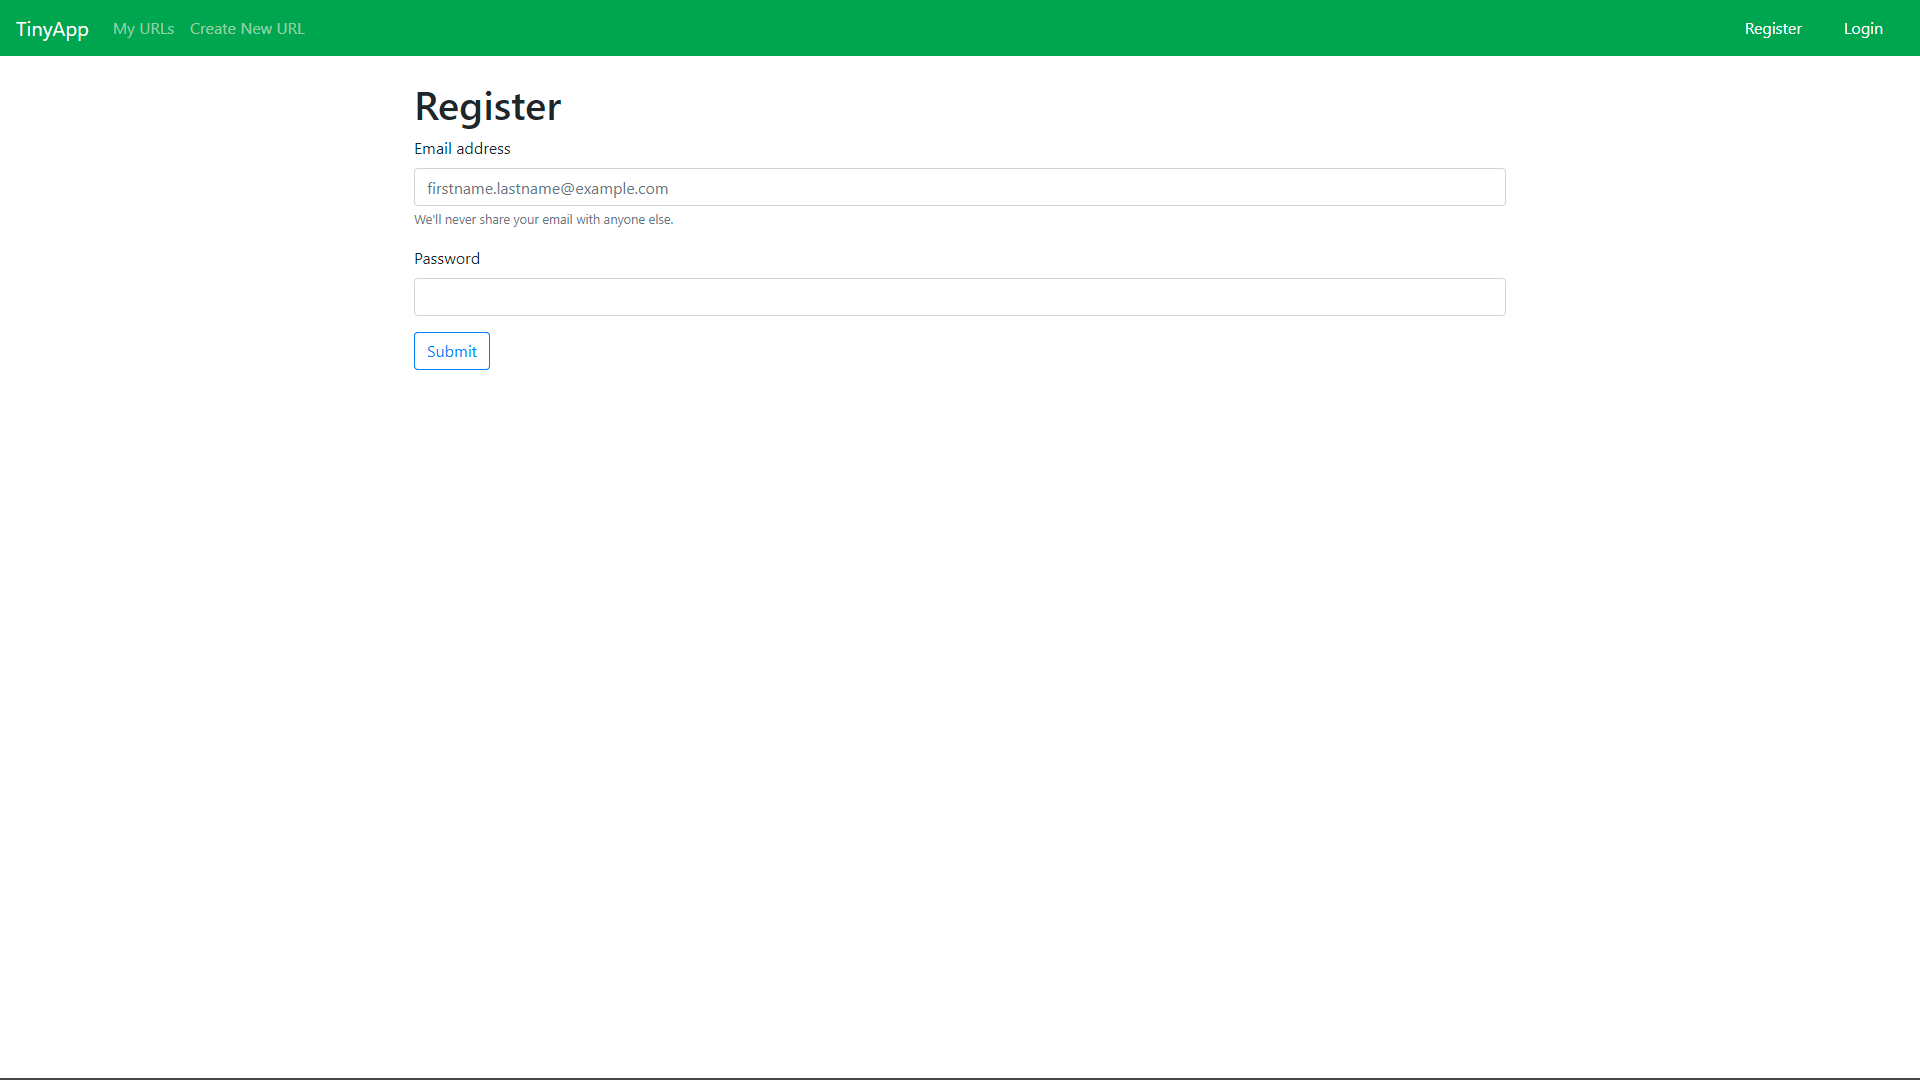 TinyApp My URLs Create New URL Register Login
Register
Email address
firstname.lastname@example.com
We'll never share your email with anyone else.
Password
Submit